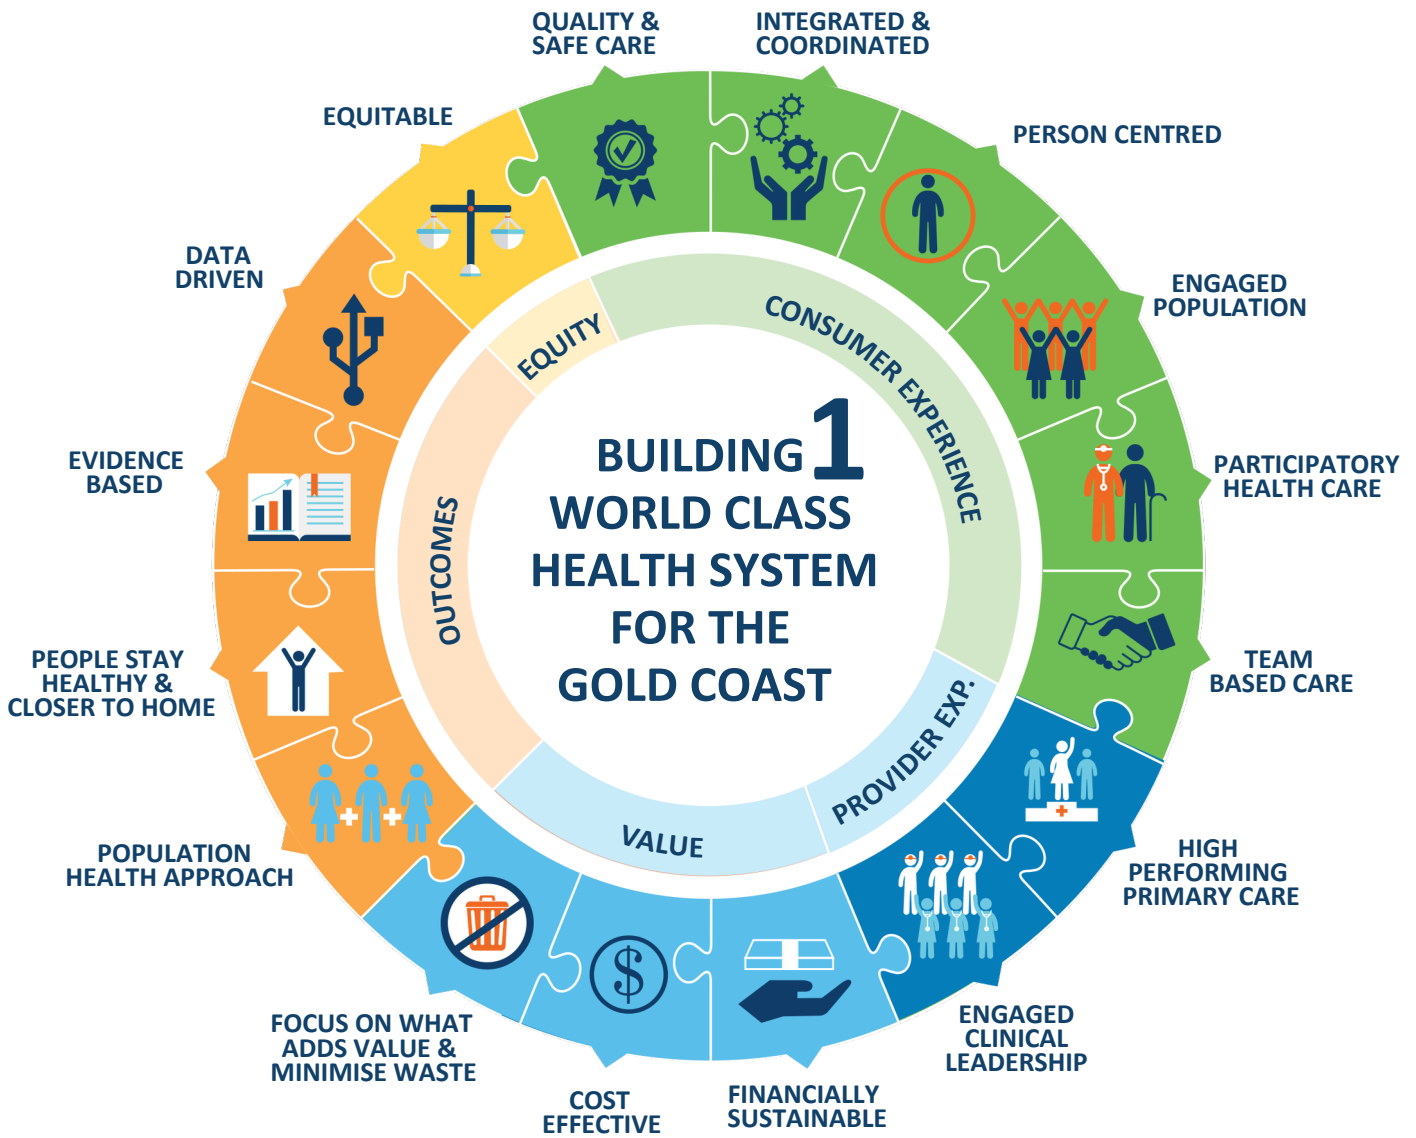 QUALITY &
SAFE CARE
INTEGRATED &
COORDINATED
PERSON CENTRED
ENGAGED
POPULATION
PARTICIPATORY
HEALTH CARE
TEAM
BASED CARE
HIGH
PERFORMING
PRIMARY CARE
ENGAGED
CLINICAL
LEADERSHIP
FINANCIALLY
SUSTAINABLE
COST
EFFECTIVE
FOCUS ON WHAT
ADDS VALUE &
MINIMISE WASTE
POPULATION
HEALTH APPROACH
PEOPLE STAY
HEALTHY &
CLOSER TO HOME
EVIDENCE
BASED
DATA
DRIVEN
EQUITABLE
EQUITY
CONSUMER EXPERIENCE
PROVIDER EXP.
VALUE
OUTCOMES
BUILDING 1
WORLD CLASS
HEALTH SYSTEM
FOR THE
GOLD COAST
$